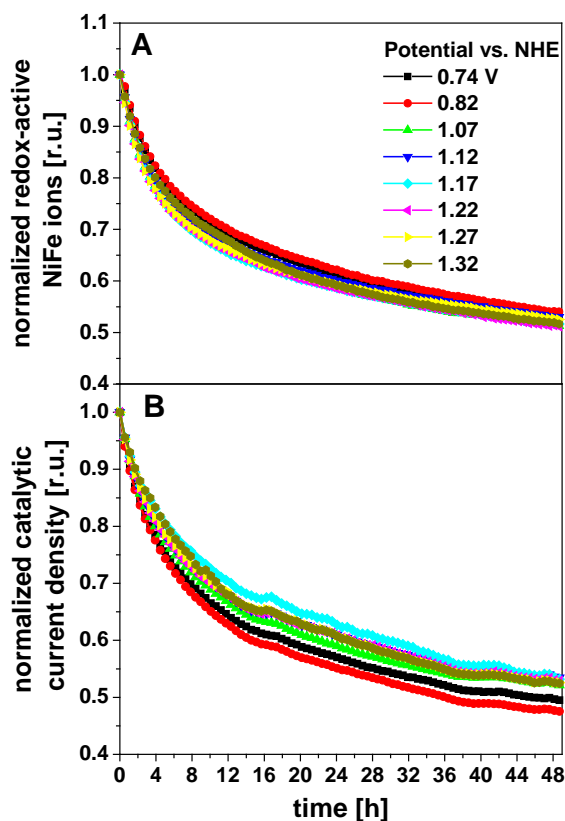 A
Potential vs. NHE
0.74 V
0.82
1.07
1.12
1.17
1.22
1.27
1.32
1.1
1.0
0.9
0.8
0.7
0.6
0.5
0.4
normalized redox-active
NiFe ions [r.u.]
B
1.0
0.9
0.8
0.7
0.6
0.5
0.4
normalized catalytic
current density [r.u.]
0 4 8 12 16 20 24 28 32 36 40 44 48
time [h]